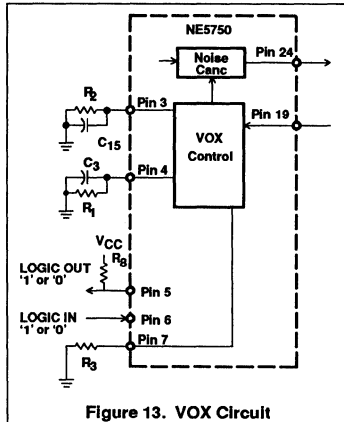 NE5750
Noise
Canc
Pin 24
R2
Pin 3
C15
VOX
Control
Pin 19
C3
Pin 4
R1
VCC
R8
LOGIC OUT
'1' or '0'
Pin 5
LOGIC IN
'1' or '0'
Pin 6
Pin 7
R3
Figure 13. VOX Circuit